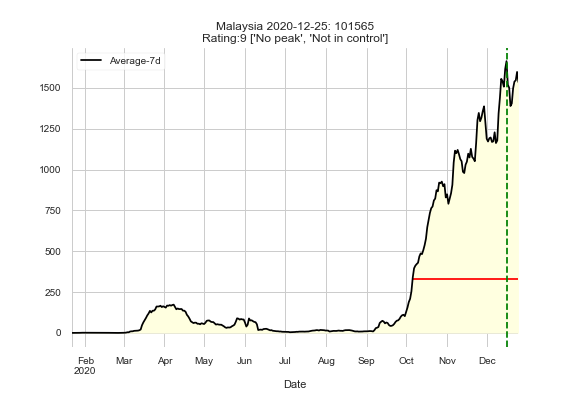 Malaysia 2020-12-25: 101565
Rating:9 ['No peak', 'Not in control']
Average-7d
1500
1250
1000
750
500
250
0
Feb Mar Apr May Jun Jul Aug Sep Oct Nov Dec
2020
Date